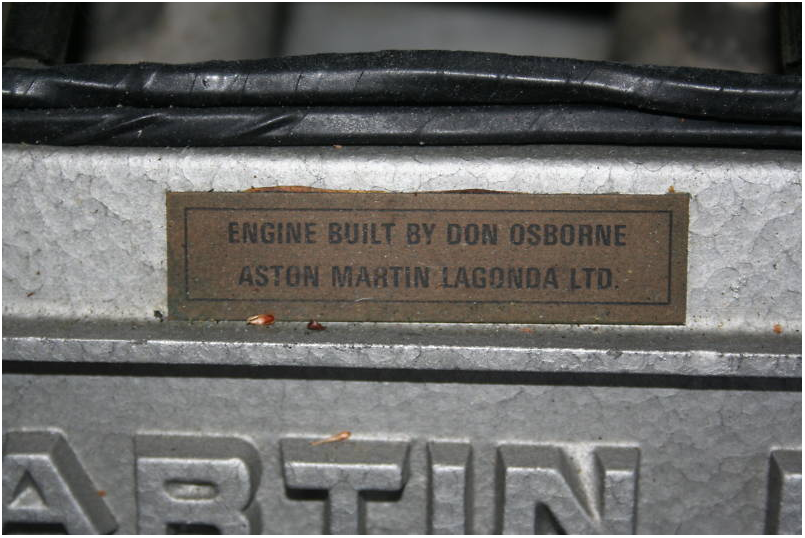 ENGINE BUILT BY DON OSBORNE
ASTON MARTIN LAGONDA LTD.
ARTIN